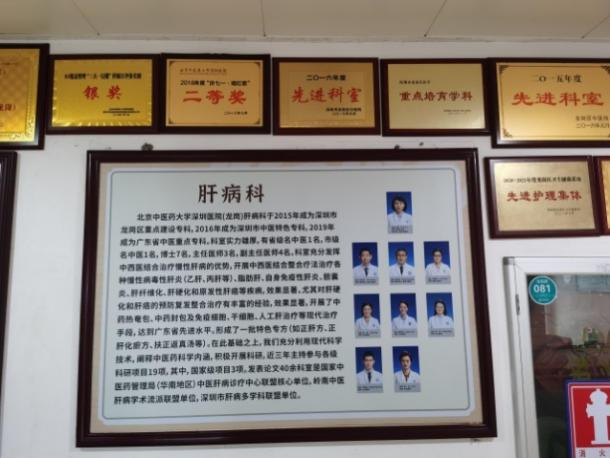 银奖
二等奖
二〇一六年度
先进科室
重点培育学科
二〇一五年度
先进科室
先进护理集体
肝病科
北京中医药大学深圳医院(龙岗)肝病科于2015年成为深圳市
龙岗区重点建设专科, 2016年成为深圳市中医特色专科, 2019年
成为广东省中医重点专科, 科室实力雄厚, 有省级名中医1名, 市级
名中医1名, 博士7名, 主任医师3名, 副主任医师4名, 科室充分发挥
中西医结合治疗慢性肝病的优势, 开展中西医结合整合疗法治疗各
种慢性病毒性肝炎(乙肝、丙肝等)、脂肪肝、自身免疫性肝炎、胆囊
炎、肝纤维化、肝硬化和原发性肝癌等疾病, 效果显著, 尤其对肝硬
化和肝癌的预防复发整合治疗有丰富的经验, 效果显著, 开展了中
药热奄包、中药封包及免疫细胞、干细胞、人工肝治疗等现代治疗
手段, 达到广东省先进水平, 形成了一批特色专方(如正肝方、正
肝化瘀方、扶正返真汤等), 在此基础之上, 我们充分利用现代科学
技术, 阐释中医药科学内涵, 积极开展科研, 近三年主持参与各级
科研项目19项, 其中, 国家级项目3项, 发表论文40余科室是国家中
医药管理局(华南地区)中医肝病诊疗中心联盟核心单位, 岭南中医
肝病学术流派联盟单位, 深圳市肝病多学科联盟单位。
081
消火